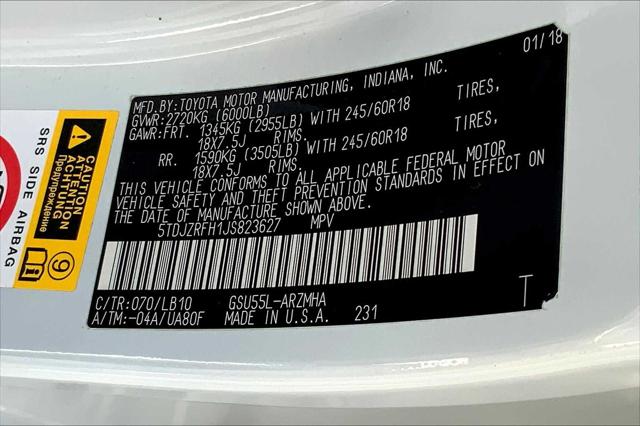 01/18
MFD. BY:TOYOTA MOTOR MANUFACTURING, INDIANA, INC.
GVWR:2720KG (6000LB)
GAWR:FRT. 1345KG (2955LB) WITH 245/60R18 TIRES,
18X7.5J RIMS.
RR. 1590KG (3505LB) WITH 245/60R18 TIRES,
18X7.5J RIMS.
THIS VEHICLE CONFORMS TO ALL APPLICABLE FEDERAL MOTOR
VEHICLE SAFETY AND THEFT PREVENTION STANDARDS IN EFFECT ON
THE DATE OF MANUFACTURE SHOWN ABOVE.
5TDJZRFH1JS823627 MPV
C/TR:070/LB10 GSU55L-ARZMHA
A/TM:-04A/UA80F MADE IN U.S.A. 231
T
SRS SIDE AIRBAG
CAUTION
ATTENTION
ACHTUNG
Предупреждение
9